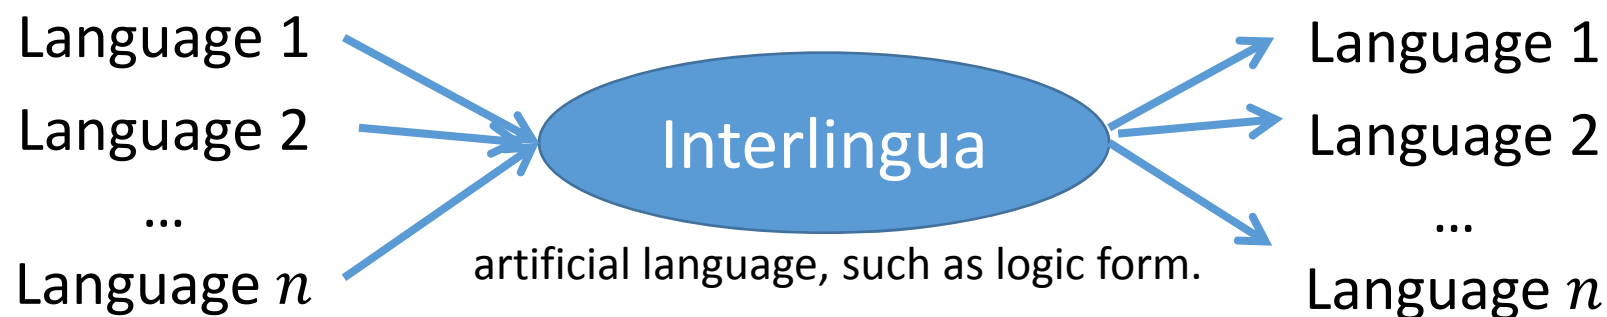 Language 1
Language 2
...
Language n
Interlingua
artificial language, such as logic form.
Language 1
Language 2
...
Language n